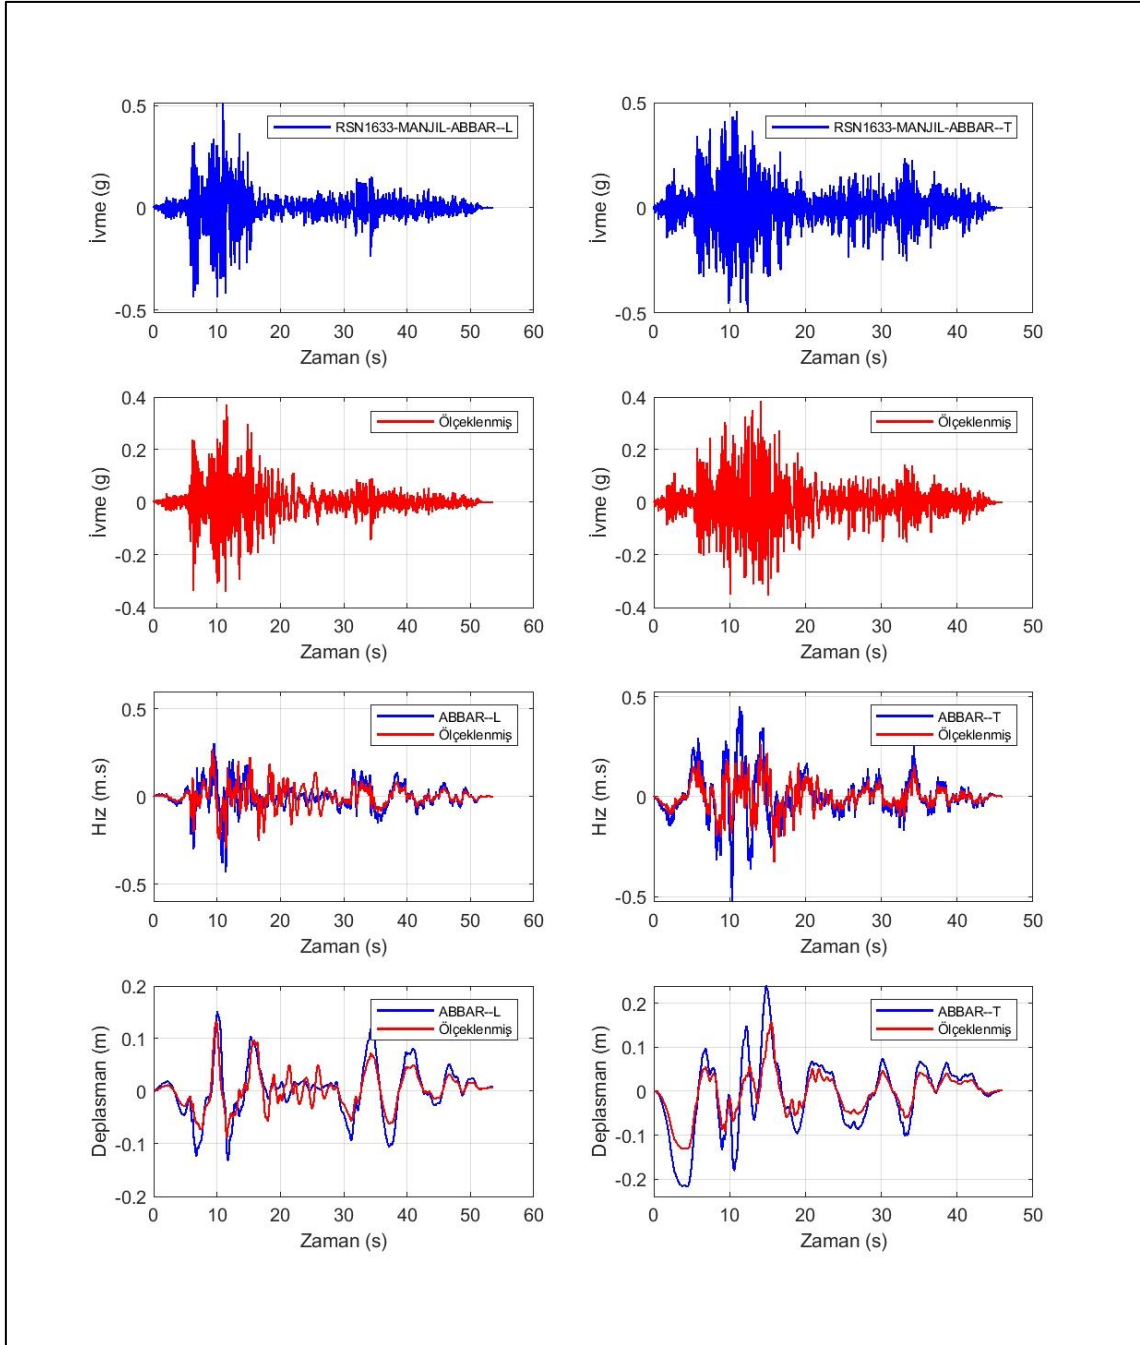 0.5
0
-0.5
İvme (g)
RSN1633-MANJIL-ABBAR--L
0 10 20 30 40 50 60
Zaman (s)
0.5
0
-0.5
İvme (g)
RSN1633-MANJIL-ABBAR--T
0 10 20 30 40 50
Zaman (s)
0.4
0.2
0
-0.2
-0.4
İvme (g)
Ölçeklenmiş
0 10 20 30 40 50 60
Zaman (s)
0.4
0.2
0
-0.2
-0.4
İvme (g)
Ölçeklenmiş
0 10 20 30 40 50
Zaman (s)
0.5
0
-0.5
Hız (m.s)
ABBAR--L
Ölçeklenmiş
0 10 20 30 40 50 60
Zaman (s)
0.5
0
-0.5
Hız (m.s)
ABBAR--T
Ölçeklenmiş
0 10 20 30 40 50
Zaman (s)
0.2
0.1
0
-0.1
-0.2
Deplasman (m)
ABBAR--L
Ölçeklenmiş
0 10 20 30 40 50 60
Zaman (s)
0.2
0.1
0
-0.1
-0.2
Deplasman (m)
ABBAR--T
Ölçeklenmiş
0 10 20 30 40 50
Zaman (s)